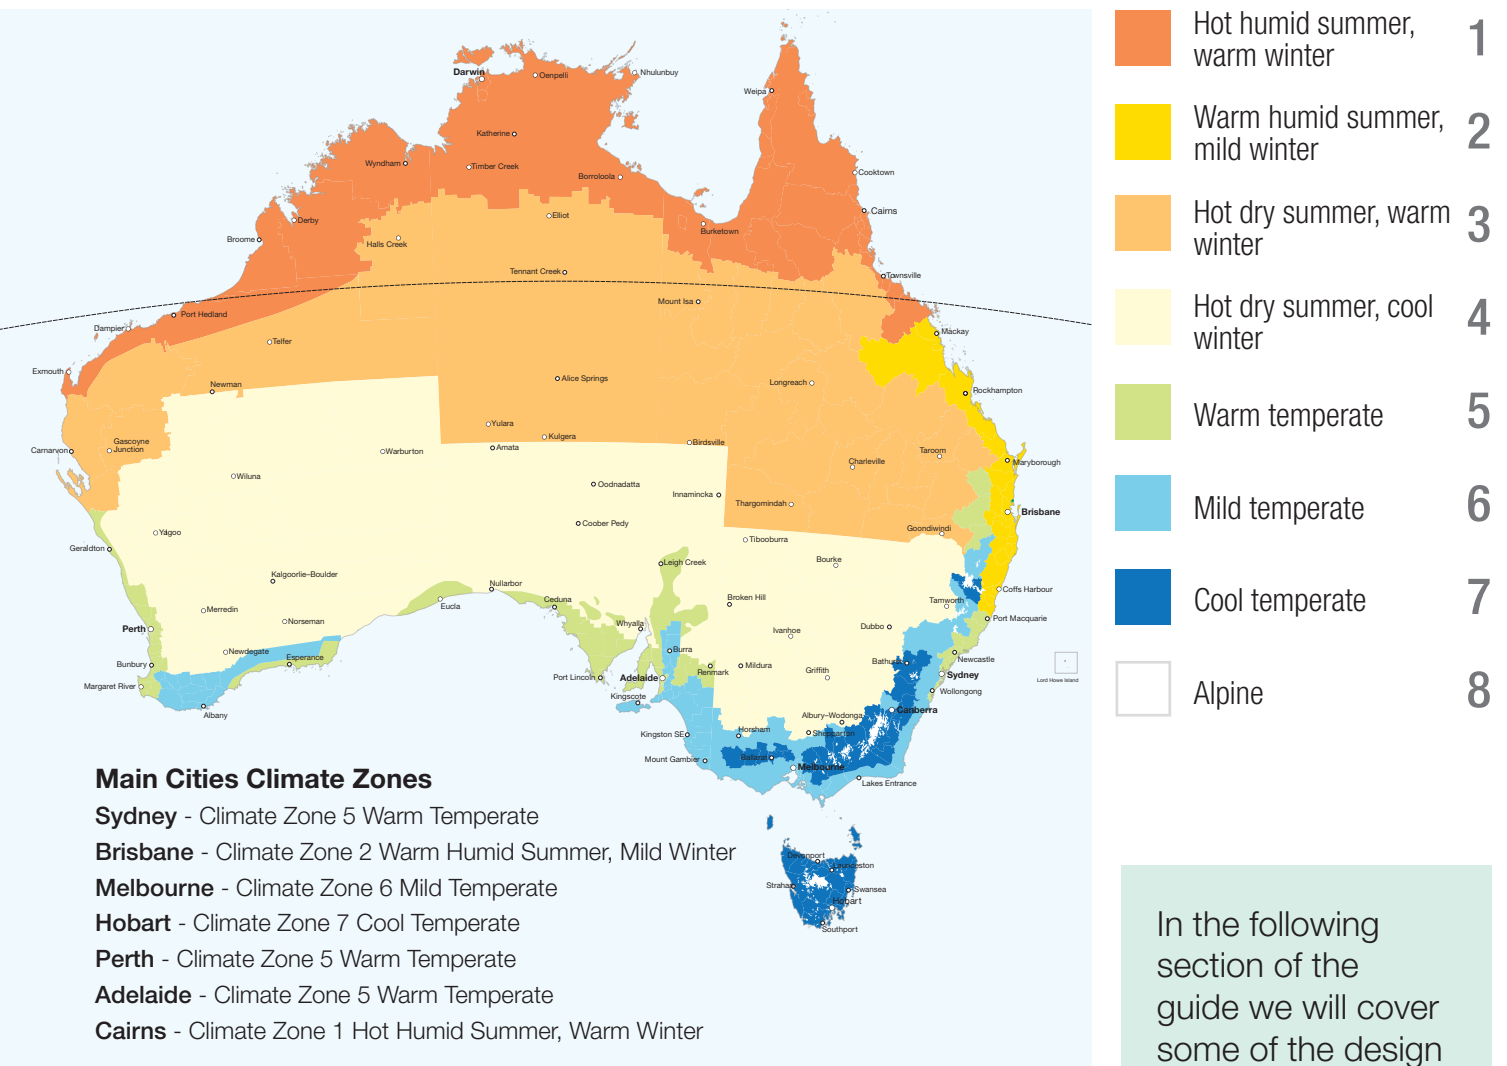 Darwin
Oenpelli
Nhulunbuy
Weipa
Katherine
Wyndham
Timber Creek
Borroloola
Cooktown
Cairns
Derby
Elliot
Broome
Halls Creek
Burketown
Tennant Creek
Townsville
Mount Isa
Port Hedland
Dampier
Mackay
Telfer
Exmouth
Newman
Alice Springs
Longreach
Rockhampton
Yulara
Kulgera
Birdsville
Carnarvon
Gascoyne
Junction
Warburton
Amata
Taroom
Charleville
Maryborough
Wiluna
Oodnadatta
Innamincka
Thargomindah
Brisbane
Yalgoo
Coober Pedy
Goondiwindi
Geraldton
Tibooburra
Bourke
Leigh Creek
Kalgoorlie-Boulder
Nullarbor
Coffs Harbour
Merredin
Eucla
Ceduna
Broken Hill
Tamworth
Port Macquarie
Perth
Norseman
Whyalla
Ivanhoe
Dubbo
Newdegate
Esperance
Burra
Bunbury
Bathurst
Newcastle
Renmark
Mildura
Griffith
Port Lincoln
Adelaide
Sydney
Lord Howe Island
Margaret River
Kingscote
Wollongong
Albany
Albury-Wodonga
Canberra
Kingston SE
Horsham
Shepparton
Mount Gambier
Ballarat
Melbourne
Lakes Entrance
Devonport
Launceston
Strahan
Swansea
Hobart
Southport
Main Cities Climate Zones
Sydney - Climate Zone 5 Warm Temperate
Brisbane - Climate Zone 2 Warm Humid Summer, Mild Winter
Melbourne - Climate Zone 6 Mild Temperate
Hobart - Climate Zone 7 Cool Temperate
Perth - Climate Zone 5 Warm Temperate
Adelaide - Climate Zone 5 Warm Temperate
Cairns - Climate Zone 1 Hot Humid Summer, Warm Winter
Hot humid summer, 1
warm winter
Warm humid summer, 2
mild winter
Hot dry summer, warm 3
winter
Hot dry summer, cool 4
winter
Warm temperate 5
Mild temperate 6
Cool temperate 7
Alpine 8
In the following
section of the
guide we will cover
some of the design